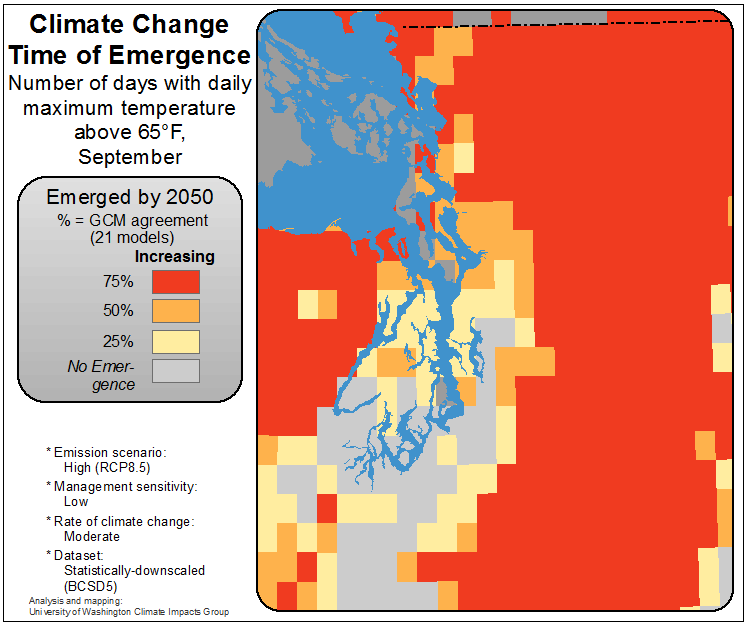 Climate Change
Time of Emergence
Number of days with daily
maximum temperature
above 65°F,
September
Emerged by 2050
% = GCM agreement
(21 models)
Increasing
75%
50%
25%
No Emer-
gence
* Emission scenario:
High (RCP8.5)
* Management sensitivity:
Low
* Rate of climate change:
Moderate
* Dataset:
Statistically-downscaled
(BCSD5)
Analysis and mapping:
University of Washington Climate Impacts Group